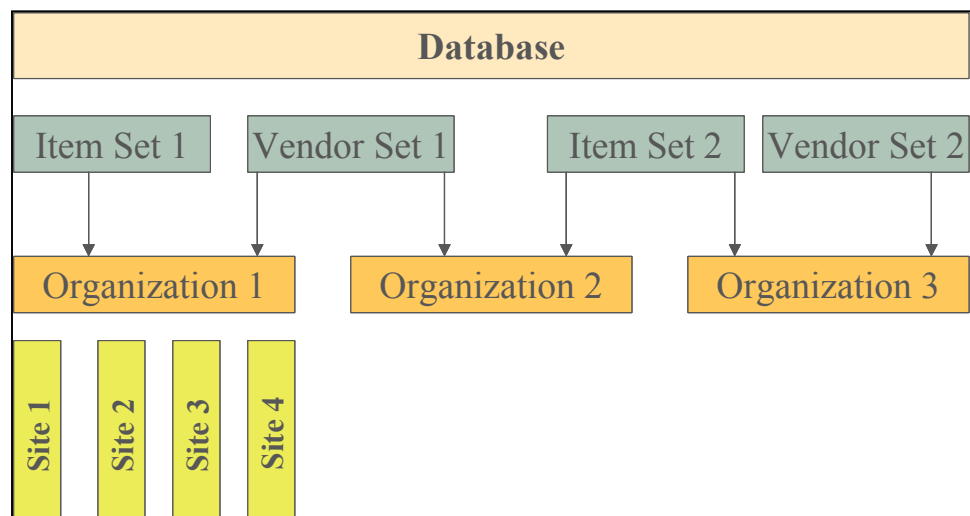 Database
Item Set 1
Vendor Set 1
Item Set 2
Vendor Set 2
Organization 1
Organization 2
Organization 3
Site 1
Site 2
Site 3
Site 4